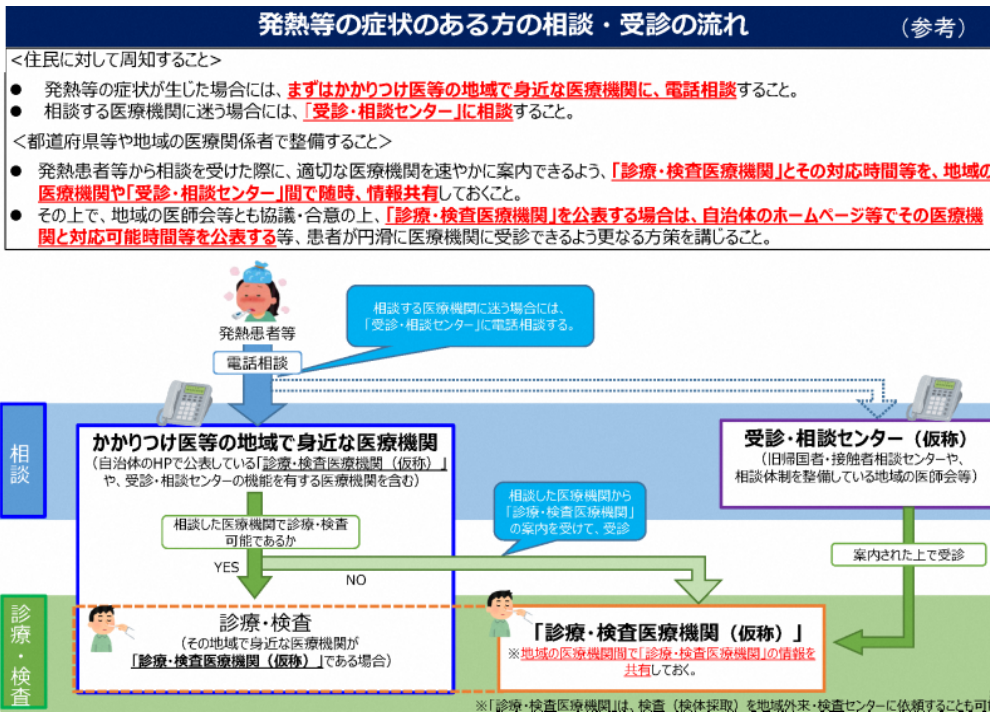 発熱等の症状のある方の相談・受診の流れ
（参考）
<住民に対して周知すること>
● 発熱等の症状が生じた場合には、まずはかかりつけ医等の地域で身近な医療機関に、電話相談すること。
● 相談する医療機関に迷う場合には、「受診・相談センター」に相談すること。
<都道府県等や地域の医療関係者で整備すること>
● 発熱患者等から相談を受けた際に、適切な医療機関を速やかに案内できるよう、「診療・検査医療機関」とその対応時間等を、地域の
医療機関や「受診・相談センター」間で随時、情報共有しておくこと。
● その上で、地域の医師会等とも協議・合意の上、「診療・検査医療機関」を公表する場合は、自治体のホームページ等でその医療機
関と対応可能時間等を公表する等、患者が円滑に医療機関に受診できるよう更なる方策を講じること。
発熱患者等
電話相談
相談する医療機関に迷う場合には、
「受診・相談センター」に電話相談する。
相談
かかりつけ医等の地域で身近な医療機関
（自治体のHPで公表している「診療・検査医療機関（仮称）」
や、受診・相談センターの機能を有する医療機関を含む）
受診・相談センター（仮称）
（旧帰国者・接触者相談センターや、
相談体制を整備している地域の医師会等）
相談した医療機関で診療・検査
可能であるか
相談した医療機関から
「診療・検査医療機関」
の案内を受けて、受診
案内された上で受診
YES
NO
診療・検査
診療・検査
（その地域で身近な医療機関が
「診療・検査医療機関（仮称）」である場合）
「診療・検査医療機関（仮称）」
※地域の医療機関間で「診療・検査医療機関」の情報を
共有しておく。
※「診療・検査医療機関」は、検査（検体採取）を地域外来・検査センターに依頼することも可